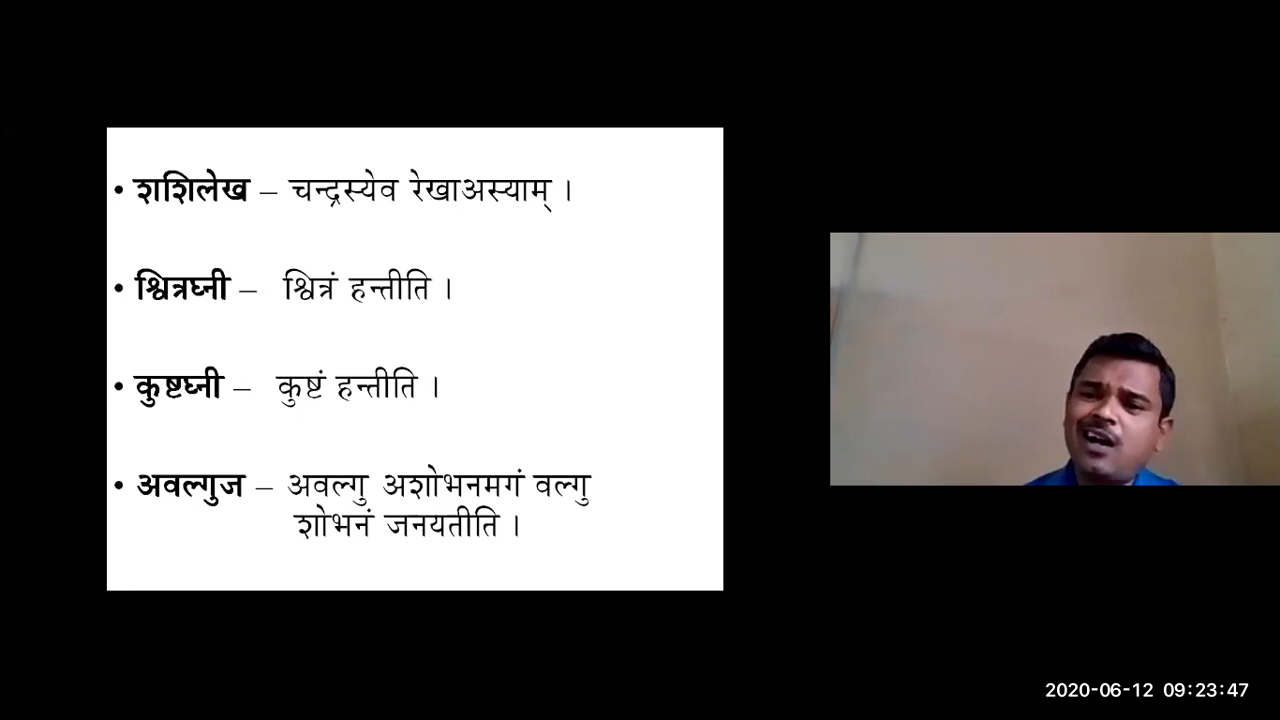 • शशिलेख – चन्द्रस्येव रेखाअस्याम् ।
• श्वित्रघ्नी – श्वित्रं हन्तीति ।
• कुष्टघ्नी – कुष्टं हन्तीति ।
• अवल्गुज – अवल्गु अशोभनमगं वल्गु
शोभनं जनयतीति ।
2020-06-12 09:23:47